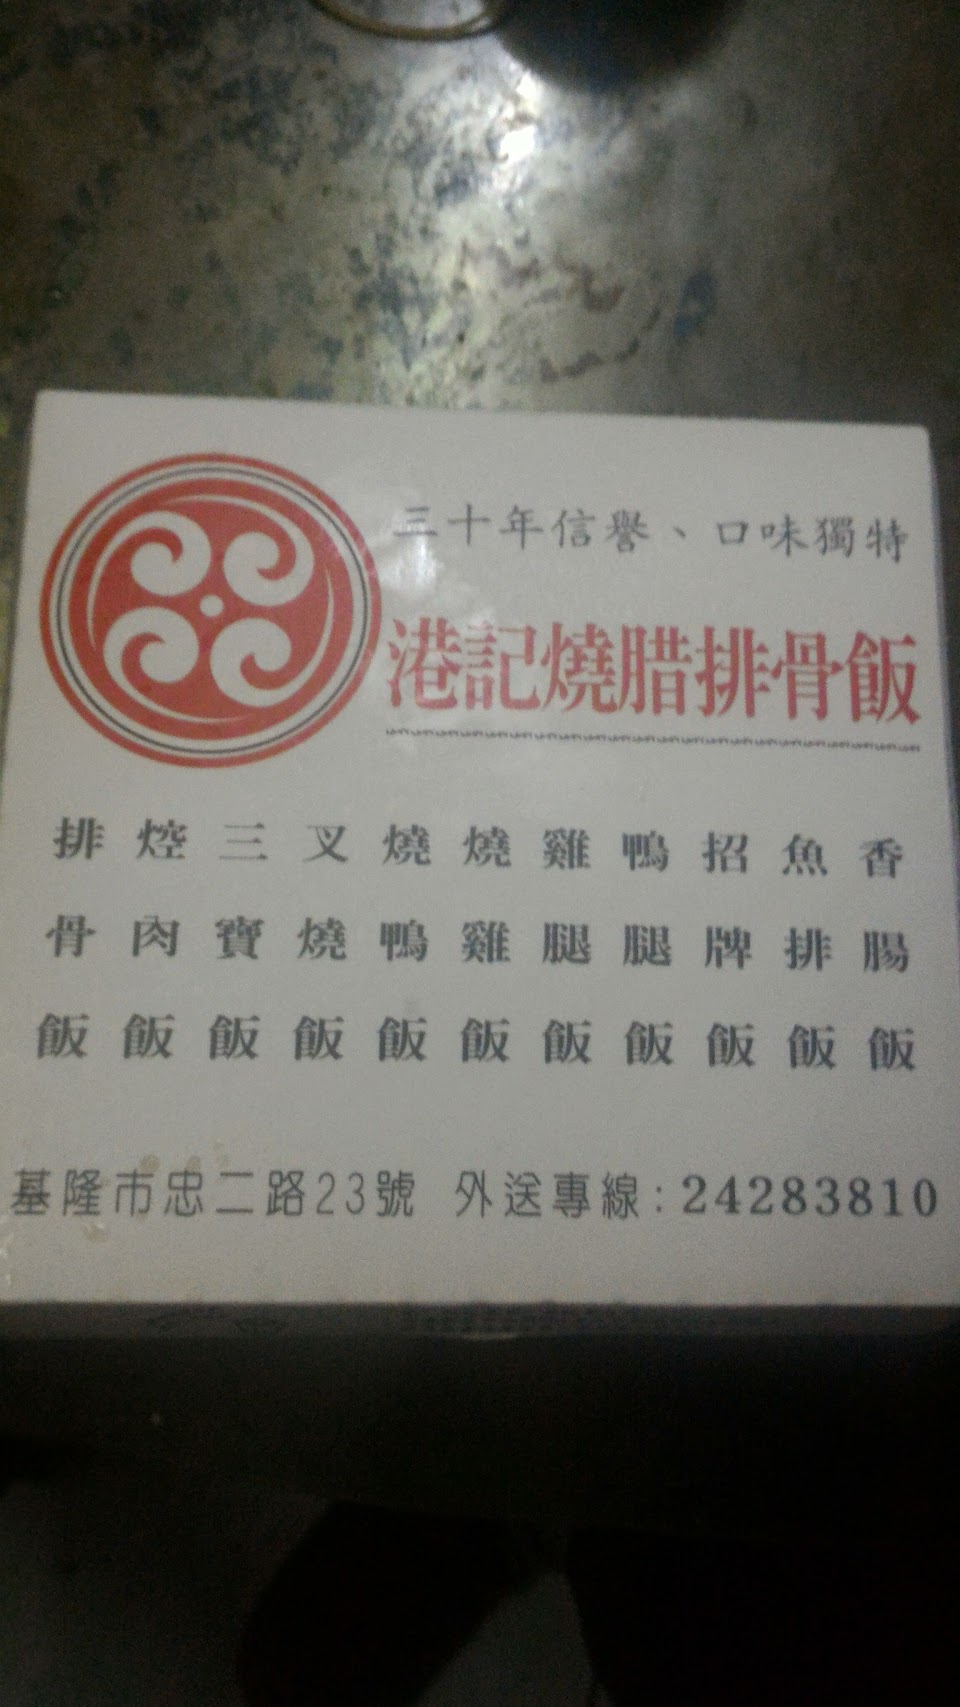 三十年信譽、口味獨特
港記燒腊排骨飯
排骨飯
焢肉飯
三寶飯
叉燒飯
燒鴨飯
燒雞飯
雞腿飯
鴨腿飯
招牌飯
魚排飯
香腸飯
基隆市忠二路23號 外送專線:24283810